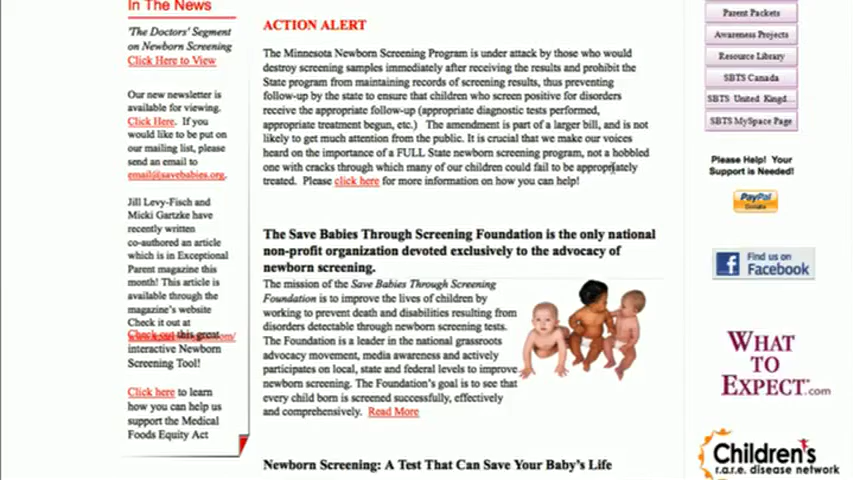 In The News
'The Doctors' Segment
on Newborn Screening
Click Here to View
Our new newsletter is
available for viewing.
Click Here. If you
would like to be put on
our mailing list, please
send an email to
email@savebabies.org.
Jill Levy-Fisch and
Micki Gartzke have
recently written
co-authored an article
which is in Exceptional
Parent magazine this
month! This article is
available through the
magazine's website
Check it out at
Check out this great
interactive Newborn
Screening Tool!
Click here to learn
how you can help us
support the Medical
Foods Equity Act
ACTION ALERT
The Minnesota Newborn Screening Program is under attack by those who would
destroy screening samples immediately after receiving the results and prohibit the
State program from maintaining records of screening results, thus preventing
follow-up by the state to ensure that children who screen positive for disorders
receive the appropriate follow-up (appropriate diagnostic tests performed,
appropriate treatment begun, etc.) The amendment is part of a larger bill, and is not
likely to get much attention from the public. It is crucial that we make our voices
heard on the importance of a FULL State newborn screening program, not a hobbled
one with cracks through which many of our children could fail to be appropriately
treated. Please click here for more information on how you can help!
The Save Babies Through Screening Foundation is the only national
non-profit organization devoted exclusively to the advocacy of
newborn screening.
The mission of the Save Babies Through Screening
Foundation is to improve the lives of children by
working to prevent death and disabilities resulting from
disorders detectable through newborn screening tests.
The Foundation is a leader in the national grassroots
advocacy movement, media awareness and actively
participates on local, state and federal levels to improve
newborn screening. The Foundation's goal is to see that
every child born is screened successfully, effectively
and comprehensively. Read More
Newborn Screening: A Test That Can Save Your Baby's Life
Parent Packets
Awareness Projects
Resource Library
SBTS Canada
SBTS United Kingd...
SBTS MySpace Page
Please Help! Your
Support is Needed!
PayPal
Donate
Find us on
Facebook
WHAT
TO
EXPECT.com
Children's
r.a.r.e. disease network